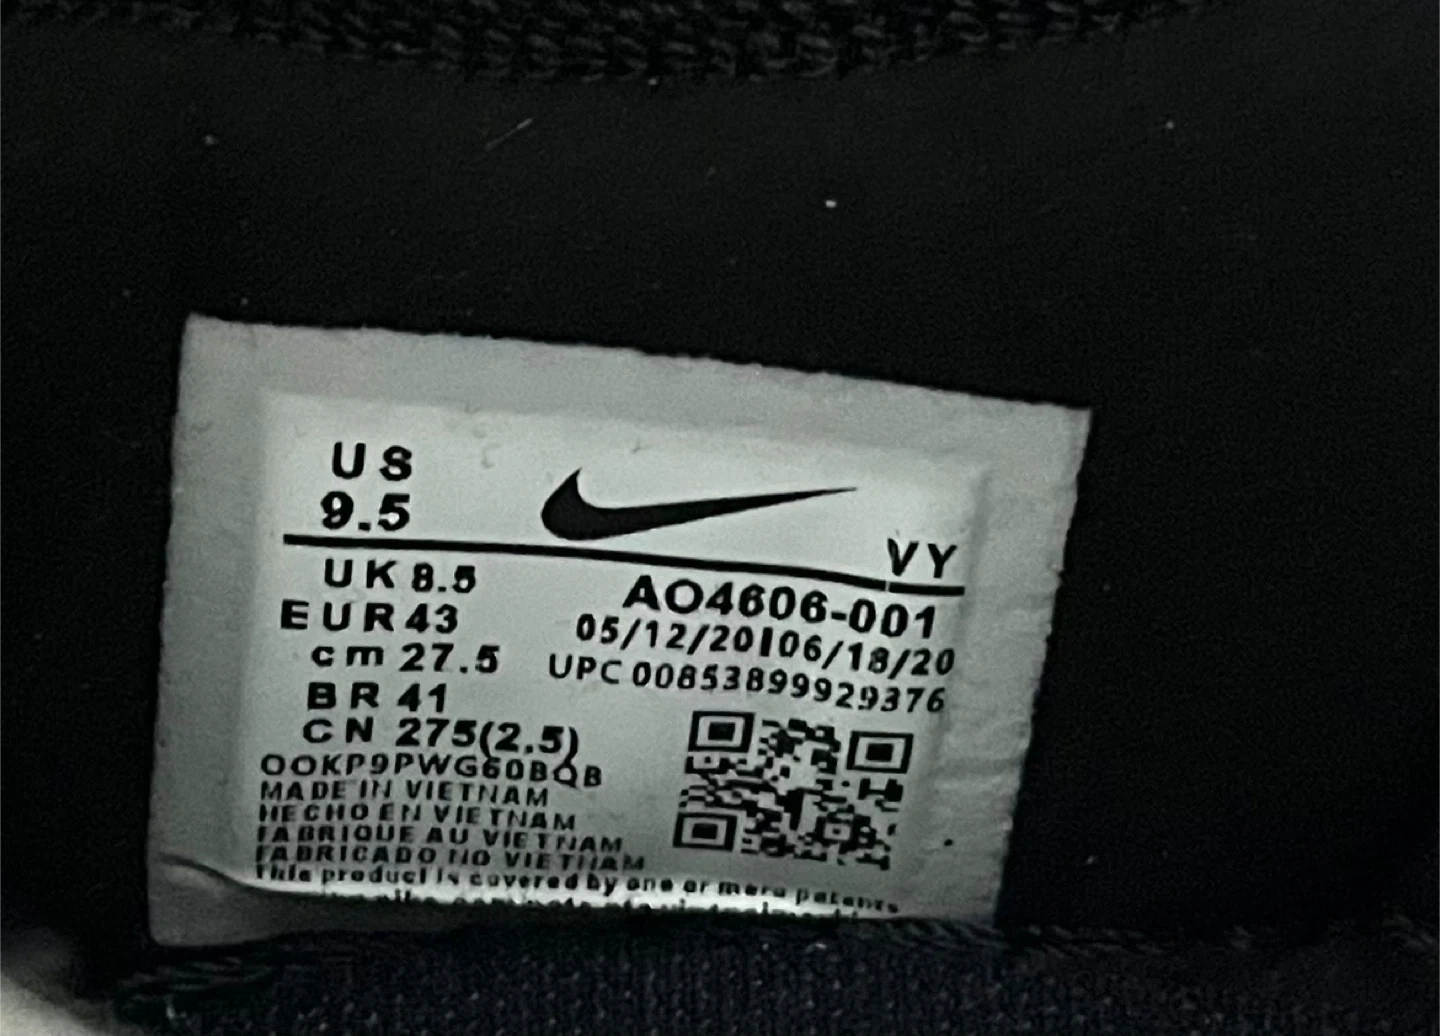 US
9.5
VY
UK 8.5
AO4606-001
EUR 43
05/12/20|06/18/20
cm 27.5
UPC 00853899929376
BR 41
CN 275(2.5)
OOKP9PWG60BQB
MADE IN VIETNAM
HECHO EN VIETNAM
FABRIQUE AU VIETNAM
FABRICADO NO VIETNAM
This product is covered by one or more patents